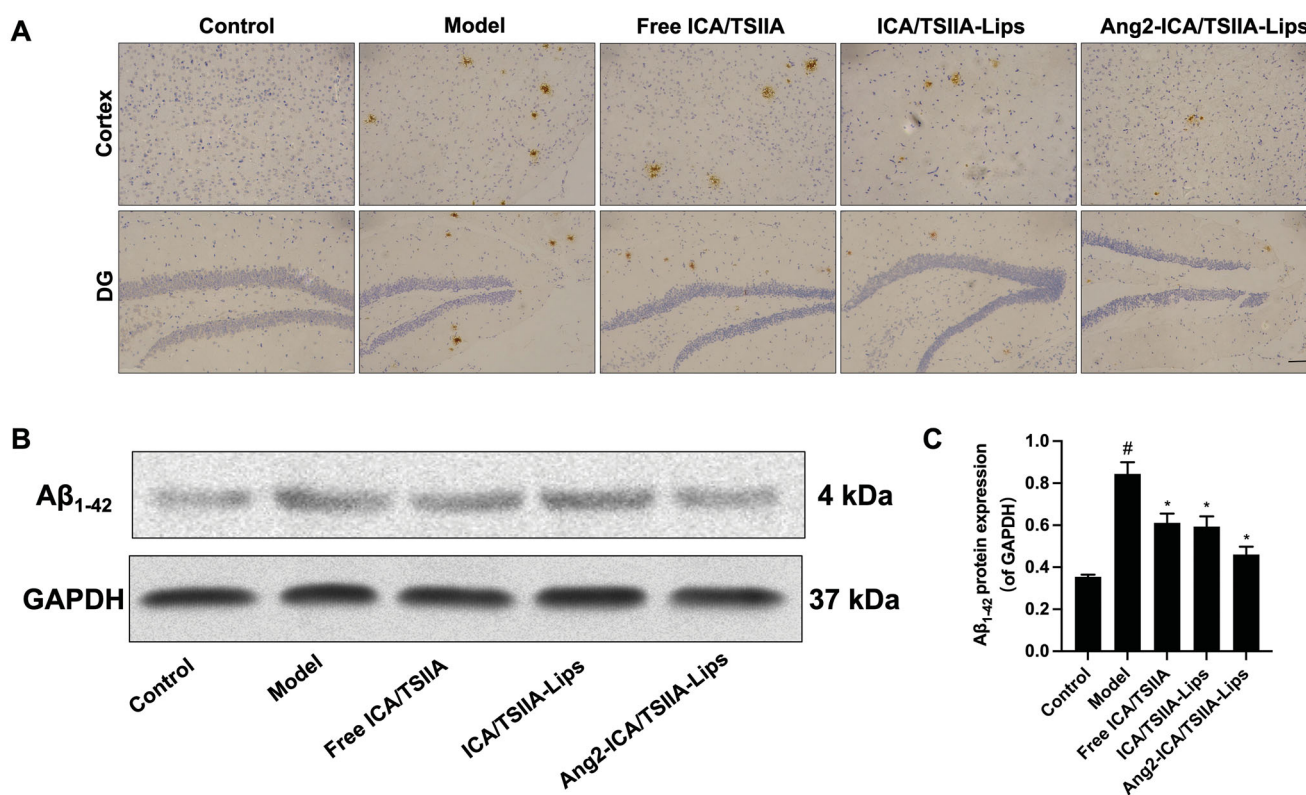 A
Control
Model
Free ICA/TSIIA
ICA/TSIIA-Lips
Ang2-ICA/TSIIA-Lips
Cortex
DG
B
Aβ1-42
4 kDa
GAPDH
37 kDa
Control
Model
Free ICA/TSIIA
ICA/TSIIA-Lips
Ang2-ICA/TSIIA-Lips
C
Aβ1-42 protein expression
(of GAPDH)
1.0
0.8
0.6
0.4
0.2
0.0
#
*
*
*
Control
Model
Free ICA/TSIIA
ICA/TSIIA-Lips
Ang2-ICA/TSIIA-Lips